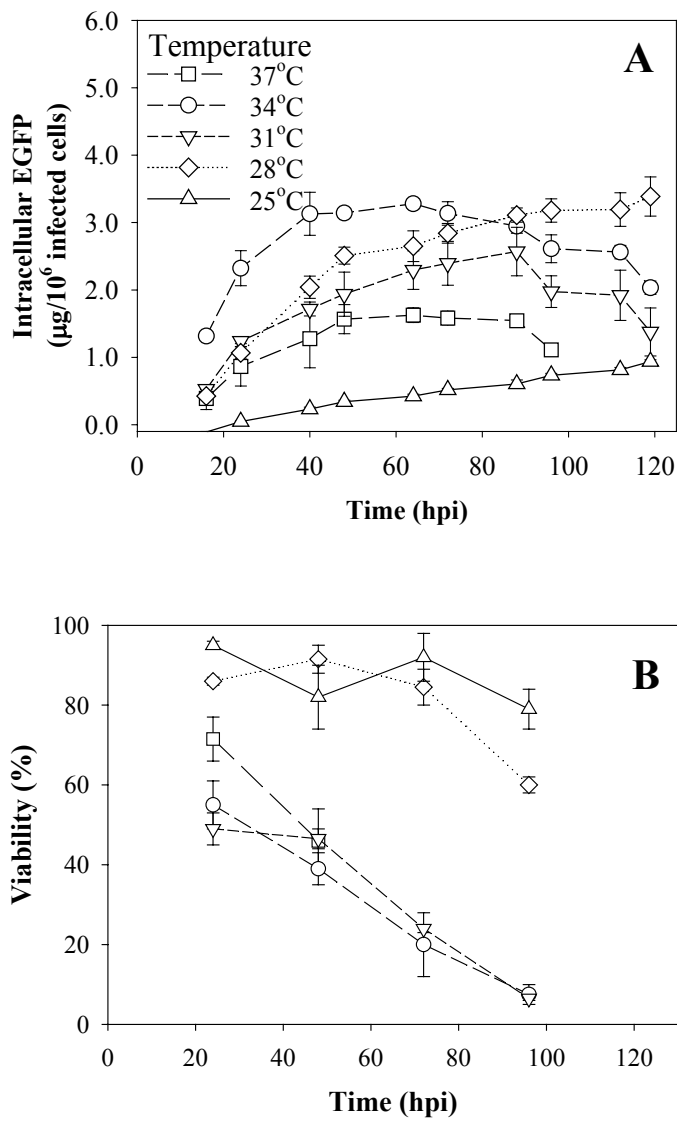 6.0
5.0
4.0
3.0
2.0
1.0
0.0
Intracellular EGFP
(µg/10⁶ infected cells)
Temperature
37°C
34°C
31°C
28°C
25°C
A
0 20 40 60 80 100 120
Time (hpi)
100
80
60
40
20
0
Viability (%)
B
0 20 40 60 80 100 120
Time (hpi)